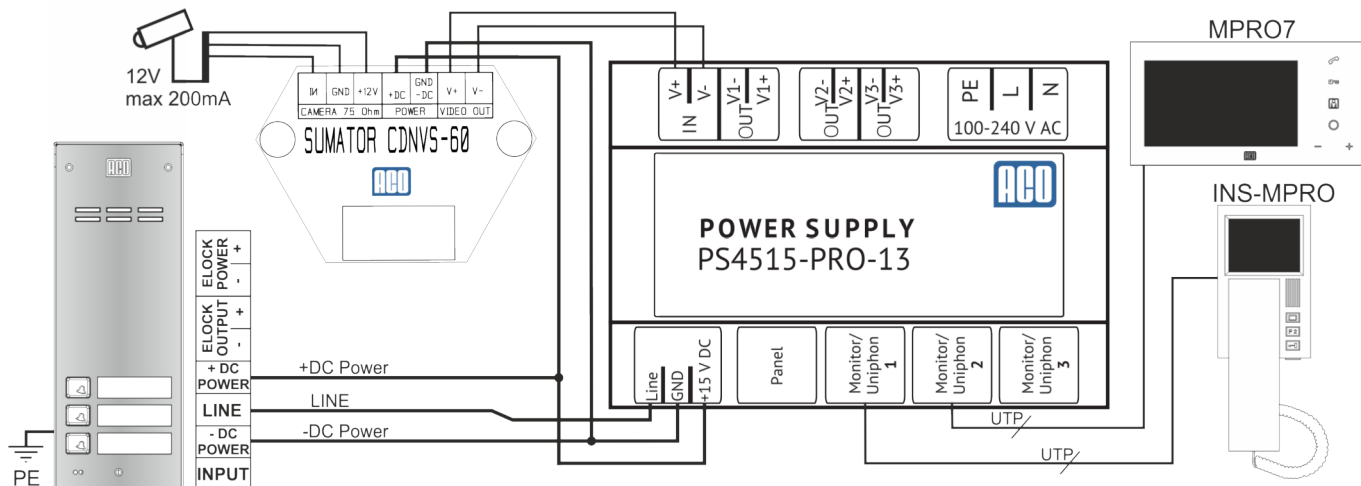 12V
max 200mA
IN GND +12V +DC GND -DC V+ V-
CAMERA 75 Ohm POWER VIDEO OUT
SUMATOR CDNVS-60
ACO
ACO
ELOCK POWER + -
ELOCK OUTPUT + -
+ DC POWER
LINE
- DC POWER
INPUT
PE
+DC Power
LINE
-DC Power
V+ V- V1- V1+
IN OUT
V2- V2+ V3- V3+
OUT OUT
PE L N
100-240 V AC
ACO
POWER SUPPLY
PS4515-PRO-13
Line GND +15 V DC
Panel
Monitor/
Uniphon
1
Monitor/
Uniphon
2
Monitor/
Uniphon
3
UTP
UTP
MPRO7
ACO
INS-MPRO
F2